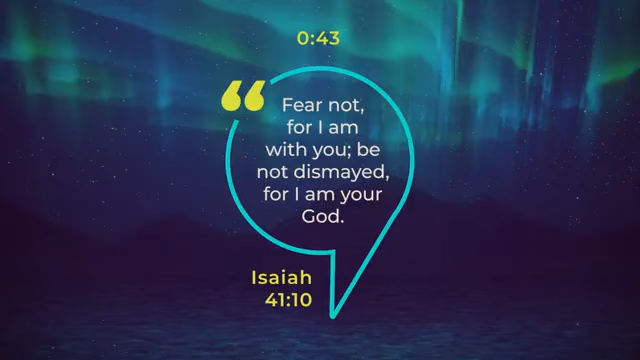 0:43
“
Fear not,
for I am
with you; be
not dismayed,
for I am your
God.
Isaiah
41:10